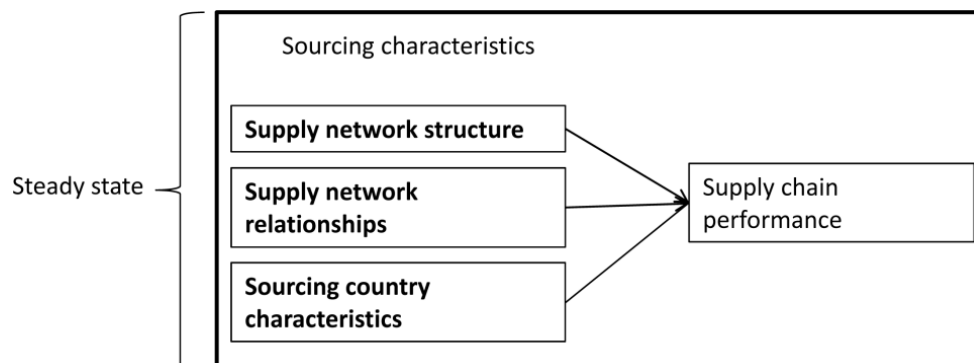 Sourcing characteristics
Supply network structure
Steady state
Supply network
relationships
Supply chain
performance
Sourcing country
characteristics